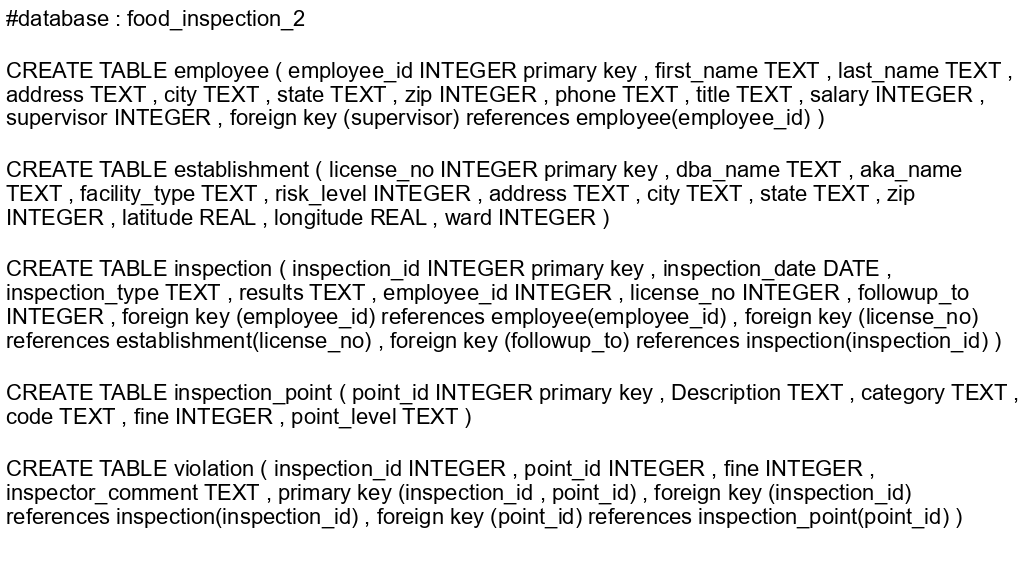 #database : food_inspection_2
CREATE TABLE employee ( employee_id INTEGER primary key , first_name TEXT , last_name TEXT ,
address TEXT , city TEXT , state TEXT , zip INTEGER , phone TEXT , title TEXT , salary INTEGER ,
supervisor INTEGER , foreign key (supervisor) references employee(employee_id) )
CREATE TABLE establishment ( license_no INTEGER primary key , dba_name TEXT , aka_name
TEXT , facility_type TEXT , risk_level INTEGER , address TEXT , city TEXT , state TEXT , zip
INTEGER , latitude REAL , longitude REAL , ward INTEGER )
CREATE TABLE inspection ( inspection_id INTEGER primary key , inspection_date DATE ,
inspection_type TEXT , results TEXT , employee_id INTEGER , license_no INTEGER , followup_to
INTEGER , foreign key (employee_id) references employee(employee_id) , foreign key (license_no)
references establishment(license_no) , foreign key (followup_to) references inspection(inspection_id) )
CREATE TABLE inspection_point ( point_id INTEGER primary key , Description TEXT , category TEXT ,
code TEXT , fine INTEGER , point_level TEXT )
CREATE TABLE violation ( inspection_id INTEGER , point_id INTEGER , fine INTEGER ,
inspector_comment TEXT , primary key (inspection_id , point_id) , foreign key (inspection_id)
references inspection(inspection_id) , foreign key (point_id) references inspection_point(point_id) )